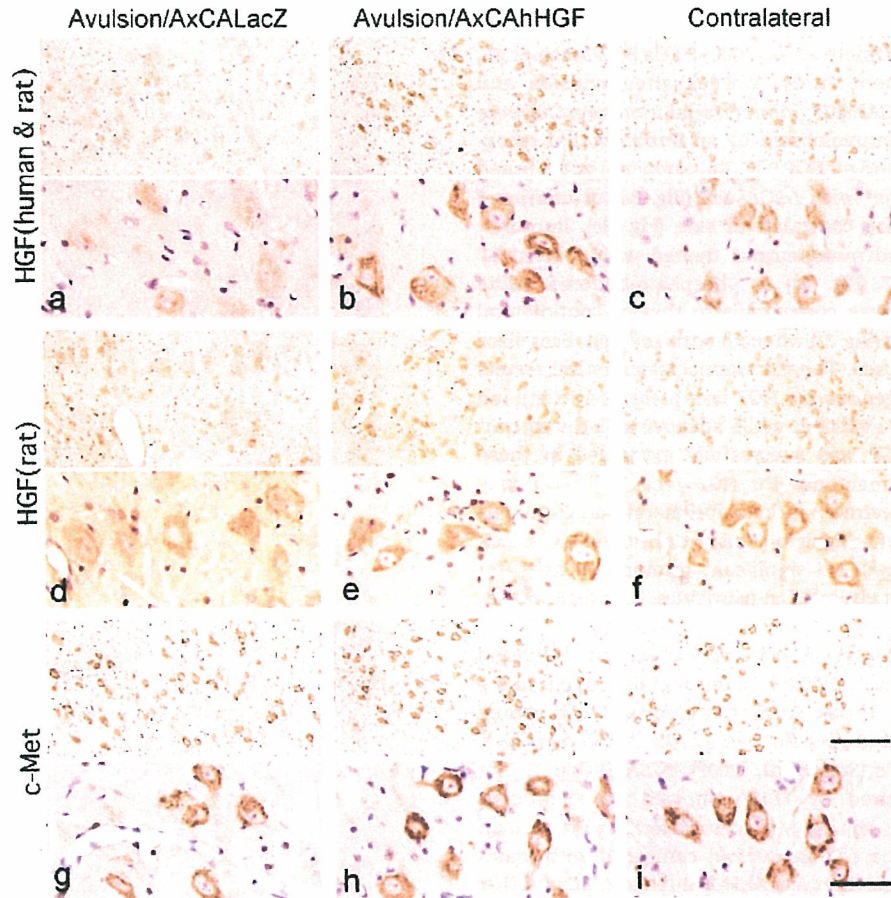 Avulsion/AxCALacZ Avulsion/AxCAhHGF Contralateral
HGF(human & rat)
a b c
HGF(rat)
d e f
c-Met
g h i